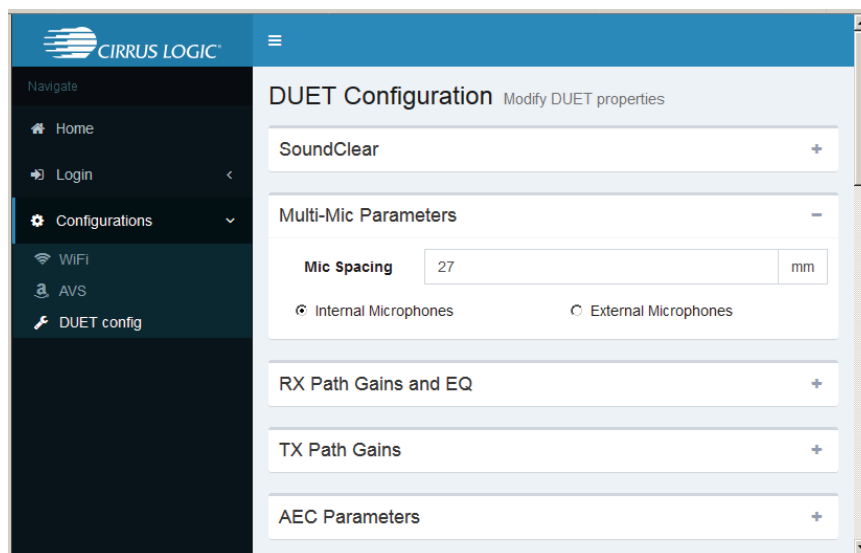 CIRRUS LOGIC®
Navigate
Home
Login
Configurations
WiFi
AVS
DUET config
DUET Configuration Modify DUET properties
SoundClear
Multi-Mic Parameters
Mic Spacing 27 mm
Internal Microphones External Microphones
RX Path Gains and EQ
TX Path Gains
AEC Parameters